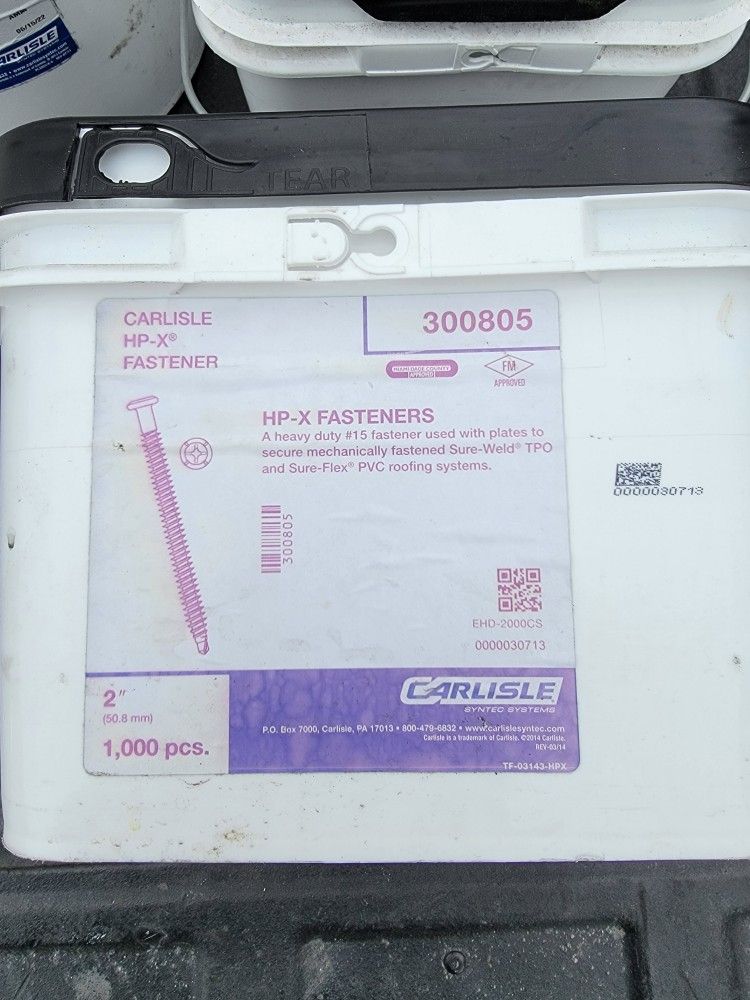 05/15/22
CARLISLE
TEAR
CARLISLE
HP-X®
FASTENER
300805
MIAMI-DADE COUNTY
APPROVED
FM
APPROVED
HP-X FASTENERS
A heavy duty #15 fastener used with plates to
secure mechanically fastened Sure-Weld® TPO
and Sure-Flex® PVC roofing systems.
300805
0000030713
EHD-2000CS
0000030713
2"
(50.8 mm)
1,000 pcs.
CARLISLE
SYNTEC SYSTEMS
P.O. Box 7000, Carlisle, PA 17013 • 800-479-6832 • www.carlislesyntec.com
Carlisle is a trademark of Carlisle. ©2014 Carlisle.
REV-03/14
TF-03143-HPX